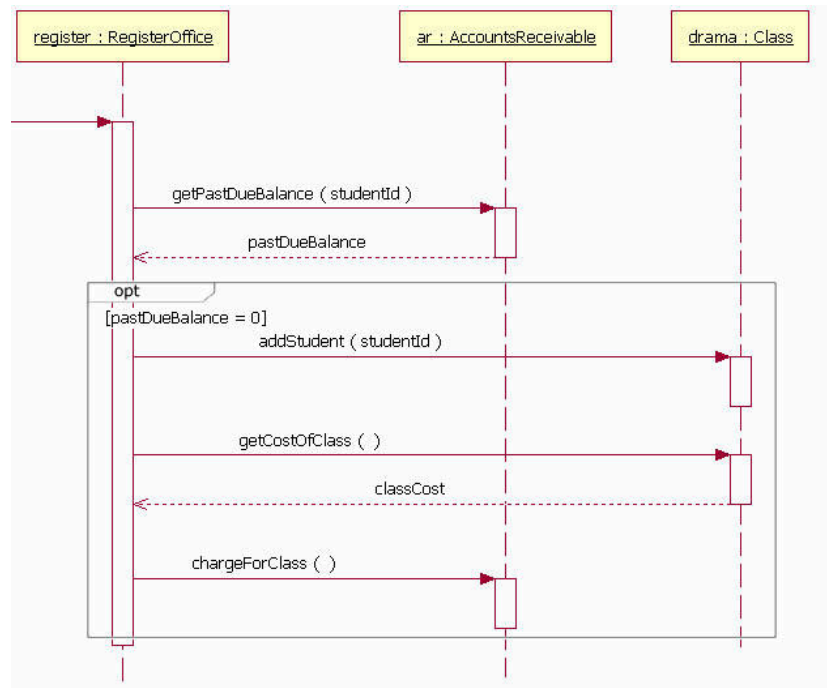 register : RegisterOffice
ar : AccountsReceivable
drama : Class
getPastDueBalance ( studentId )
pastDueBalance
opt
[pastDueBalance = 0]
addStudent ( studentId )
getCostOfClass ( )
classCost
chargeForClass ( )